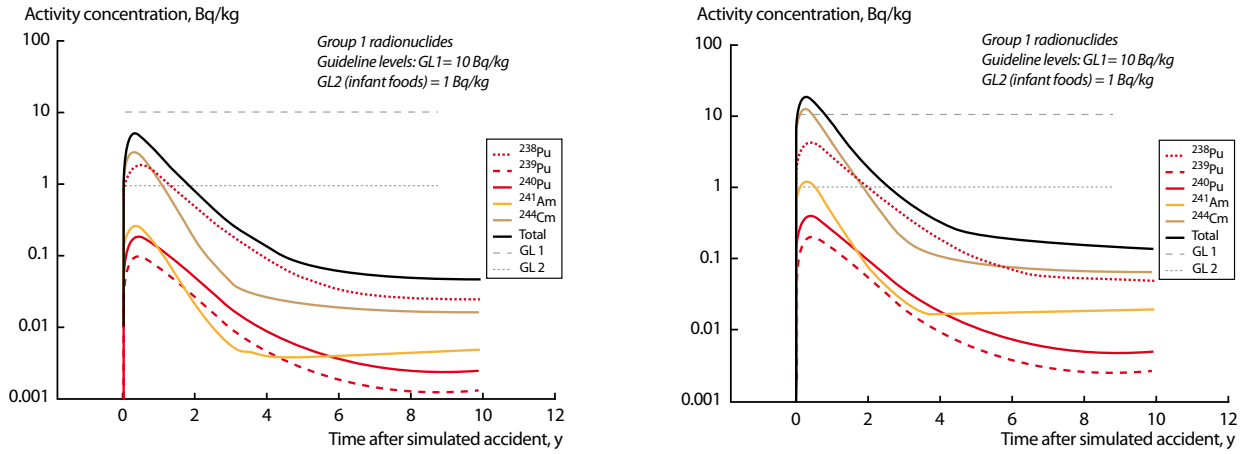 Activity concentration, Bq/kg
100
10
1
0.1
0.01
0.001
0
2
4
6
8
10
12
Time after simulated accident, y
Group 1 radionuclides
Guideline levels: GL1= 10 Bq/kg
GL2 (infant foods) = 1 Bq/kg
²³⁸Pu
²³⁹Pu
²⁴⁰Pu
²⁴¹Am
²⁴⁴Cm
Total
GL 1
GL 2
Activity concentration, Bq/kg
100
10
1
0.1
0.01
0.001
0
2
4
6
8
10
12
Time after simulated accident, y
Group 1 radionuclides
Guideline levels: GL1= 10 Bq/kg
GL2 (infant foods) = 1 Bq/kg
²³⁸Pu
²³⁹Pu
²⁴⁰Pu
²⁴¹Am
²⁴⁴Cm
Total
GL 1
GL 2